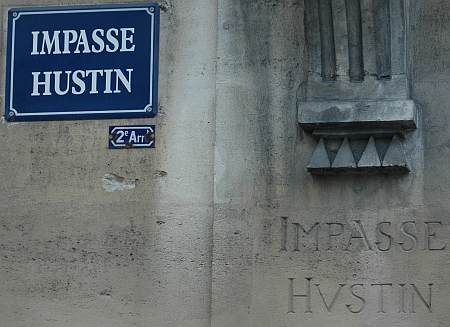 IMPASSE
HUSTIN
2e Arr
IMPASSE
HVSTIN